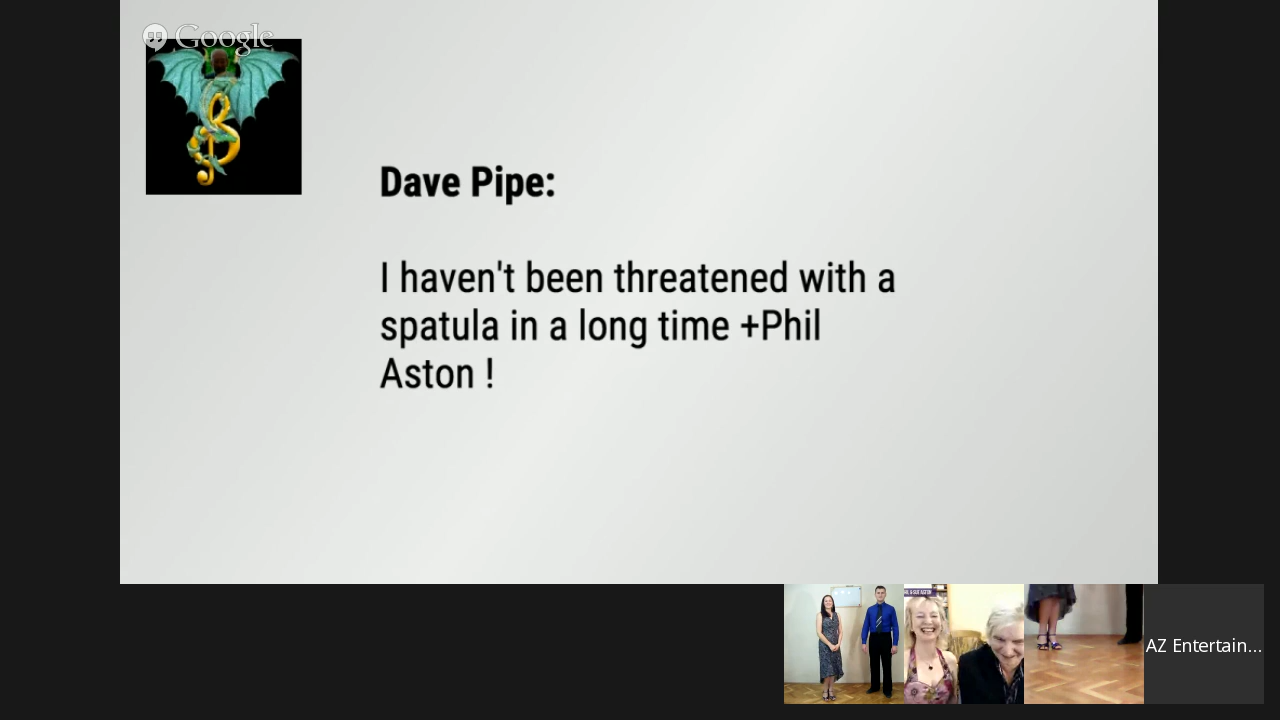 Google
Dave Pipe:
I haven't been threatened with a
spatula in a long time +Phil
Aston !
AZ Entertain...